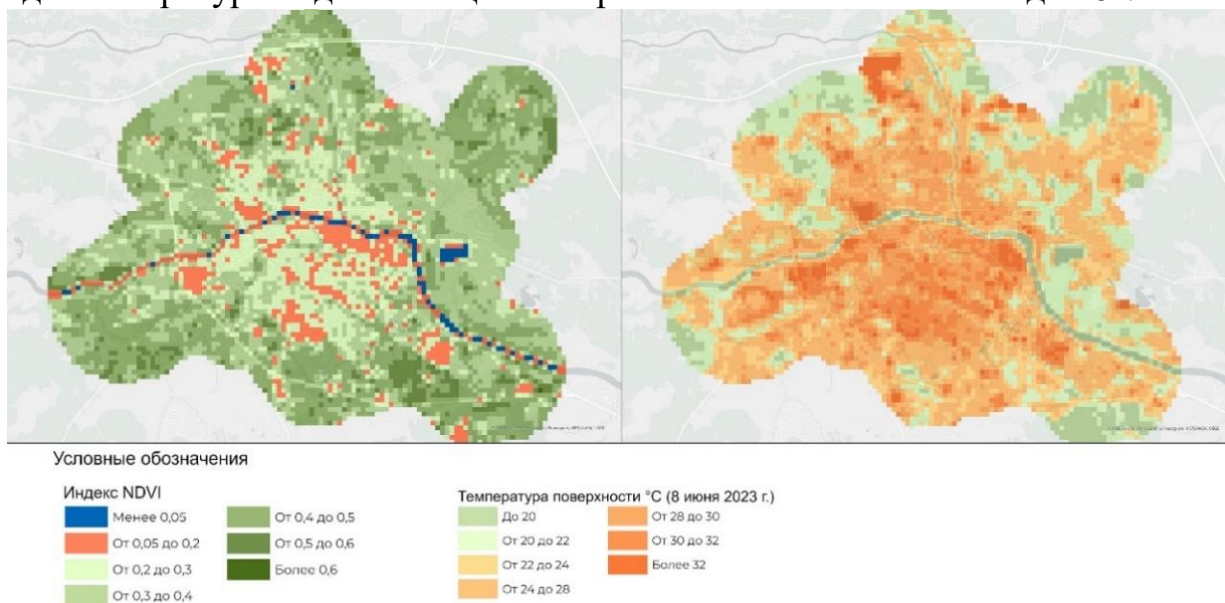 Условные обозначения
Индекс NDVI
Менее 0,05
От 0,05 до 0,2
От 0,2 до 0,3
От 0,3 до 0,4
От 0,4 до 0,5
От 0,5 до 0,6
Более 0,6
Температура поверхности °C (8 июня 2023 г.)
До 20
От 20 до 22
От 22 до 24
От 24 до 28
От 28 до 30
От 30 до 32
Более 32